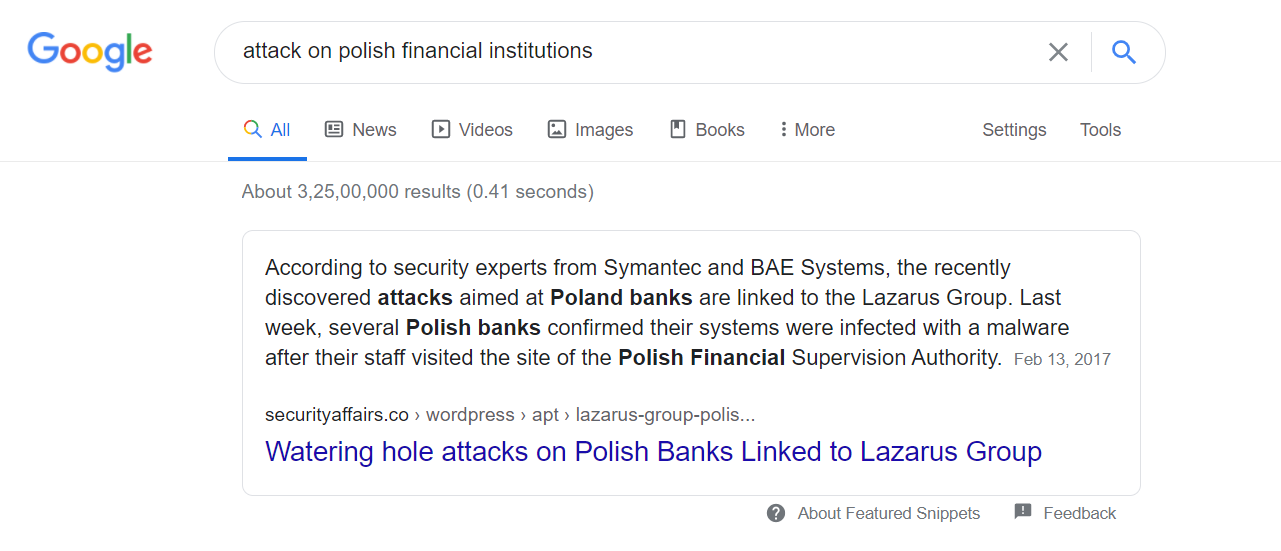 Google
attack on polish financial institutions
All News Videos Images Books More Settings Tools
About 3,25,00,000 results (0.41 seconds)
According to security experts from Symantec and BAE Systems, the recently
discovered attacks aimed at Poland banks are linked to the Lazarus Group. Last
week, several Polish banks confirmed their systems were infected with a malware
after their staff visited the site of the Polish Financial Supervision Authority. Feb 13, 2017
securityaffairs.co › wordpress › apt › lazarus-group-polis...
Watering hole attacks on Polish Banks Linked to Lazarus Group
About Featured Snippets Feedback